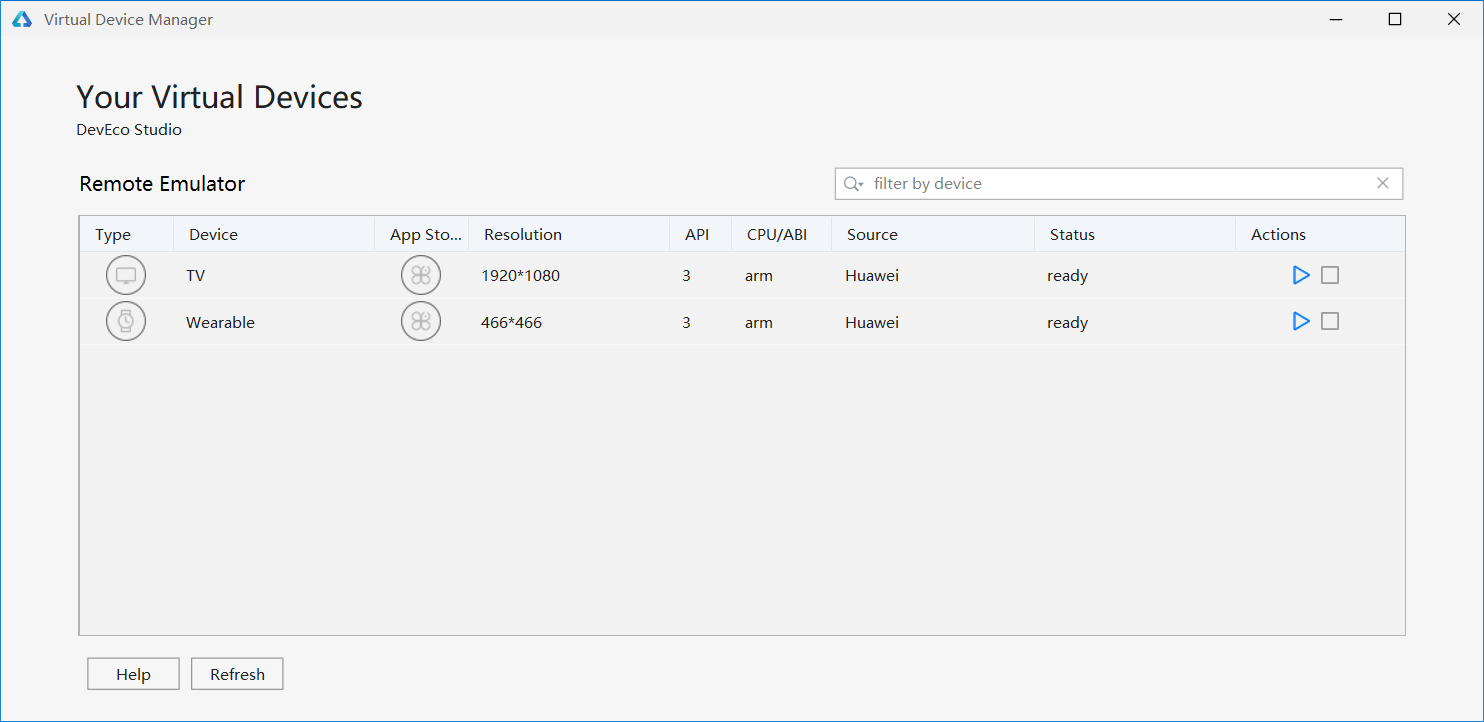 Virtual Device Manager
Your Virtual Devices
DevEco Studio
Remote Emulator
filter by device
Type Device App Sto... Resolution API CPU/ABI Source Status Actions
TV 1920*1080 3 arm Huawei ready
Wearable 466*466 3 arm Huawei ready
Help Refresh